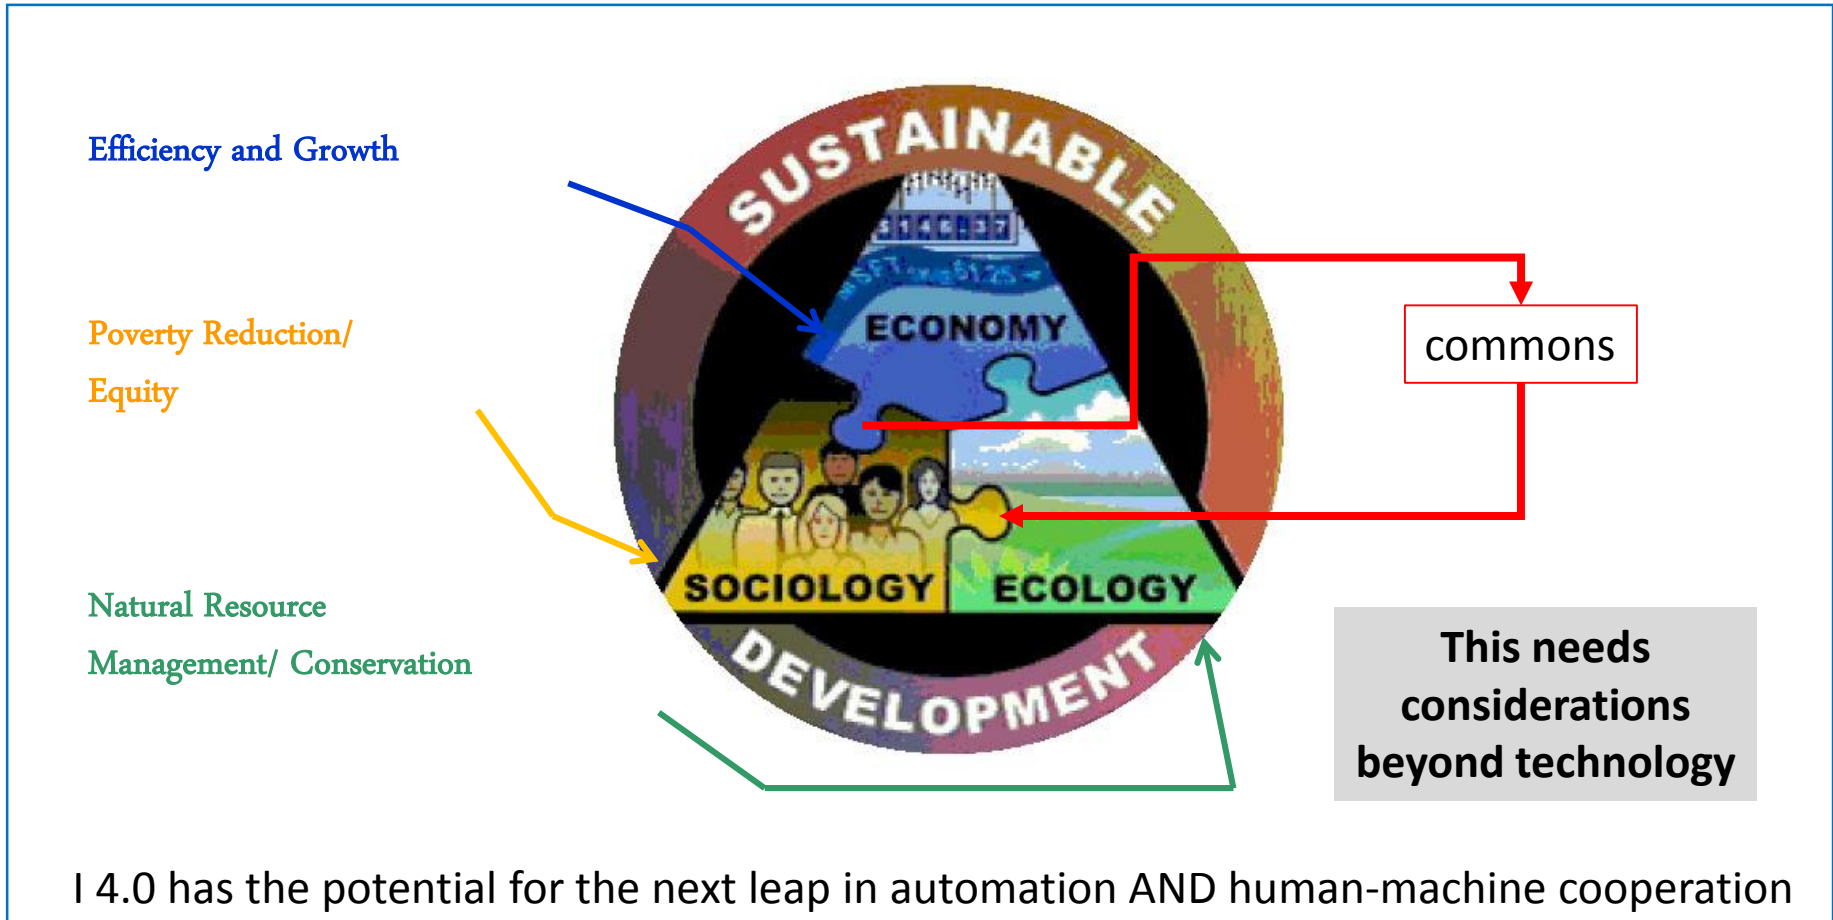 Efficiency and Growth
Poverty Reduction/
Equity
Natural Resource
Management/ Conservation
SUSTAINABLE
ECONOMY
SOCIOLOGY
ECOLOGY
DEVELOPMENT
commons
This needs
considerations
beyond technology
I 4.0 has the potential for the next leap in automation AND human-machine cooperation